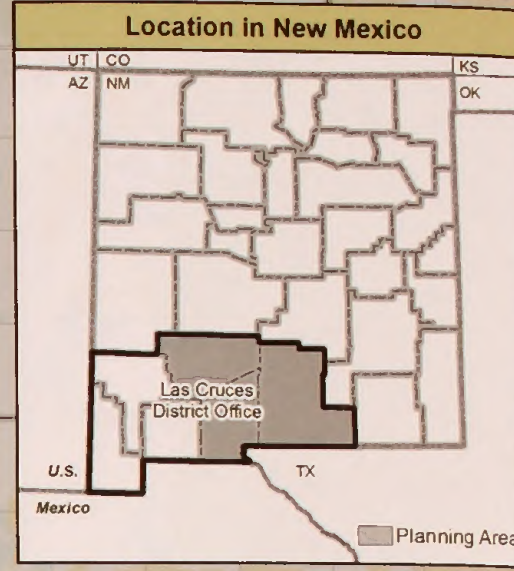 Location in New Mexico
UT CO KS
AZ NM OK
Las Cruces
District Office
U.S. TX
Mexico
Planning Area